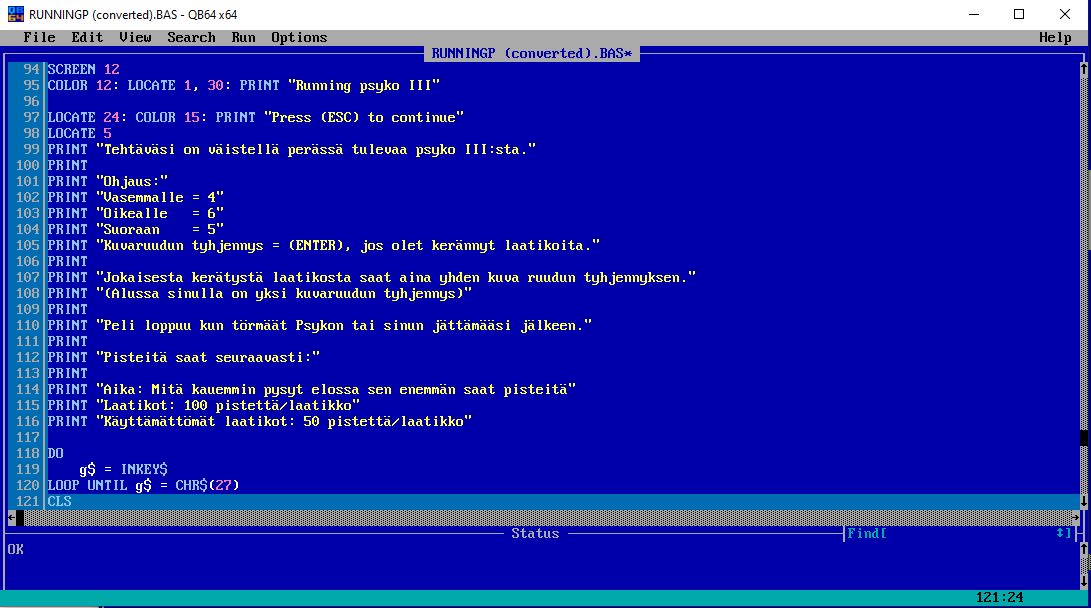 RUNNINGP (converted).BAS - QB64 x64
File Edit View Search Run Options Help
RUNNINGP (converted).BAS*
94 SCREEN 12
95 COLOR 12: LOCATE 1, 30: PRINT "Running psyko III"
96
97 LOCATE 24: COLOR 15: PRINT "Press (ESC) to continue"
98 LOCATE 5
99 PRINT "Tehtäväsi on väistellä perässä tulevaa psyko III:sta."
100 PRINT
101 PRINT "Ohjaus:"
102 PRINT "Vasemmalle = 4"
103 PRINT "Oikealle   = 6"
104 PRINT "Suoraan    = 5"
105 PRINT "Kuvaruudun tyhjennys = (ENTER), jos olet kerännyt laatikoita."
106 PRINT
107 PRINT "Jokaisesta kerätystä laatikosta saat aina yhden kuva ruudun tyhjennyksen."
108 PRINT "(Alussa sinulla on yksi kuvaruudun tyhjennys)"
109 PRINT
110 PRINT "Peli loppuu kun törmäät Psykon tai sinun jättämääsi jälkeen."
111 PRINT
112 PRINT "Pisteitä saat seuraavasti:"
113 PRINT
114 PRINT "Aika: Mitä kauemmin pysyt elossa sen enemmän saat pisteitä"
115 PRINT "Laatikot: 100 pistettä/laatikko"
116 PRINT "Käyttämättömät laatikot: 50 pistettä/laatikko"
117
118 DO
119     g$ = INKEY$
120 LOOP UNTIL g$ = CHR$(27)
121 CLS
Status
Find[ ]
OK
121:24